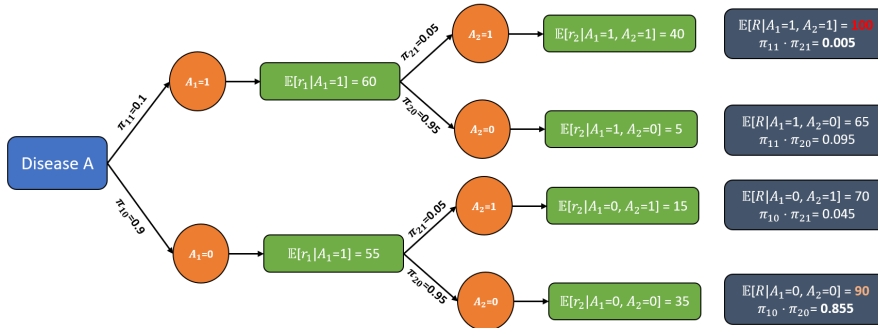 Disease A
π₁₁=0.1
π₁₀=0.9
A₁=1
A₁=0
𝔼[r₁|A₁=1] = 60
𝔼[r₁|A₁=1] = 55
π₂₁=0.05
π₂₀=0.95
π₂₁=0.05
π₂₀=0.95
A₂=1
A₂=0
A₂=1
A₂=0
𝔼[r₂|A₁=1, A₂=1] = 40
𝔼[r₂|A₁=1, A₂=0] = 5
𝔼[r₂|A₁=0, A₂=1] = 15
𝔼[r₂|A₁=0, A₂=0] = 35
𝔼[R|A₁=1, A₂=1] = 100
π₁₁ · π₂₁= 0.005
𝔼[R|A₁=1, A₂=0] = 65
π₁₁ · π₂₀= 0.095
𝔼[R|A₁=0, A₂=1] = 70
π₁₀ · π₂₁= 0.045
𝔼[R|A₁=0, A₂=0] = 90
π₁₀ · π₂₀= 0.855